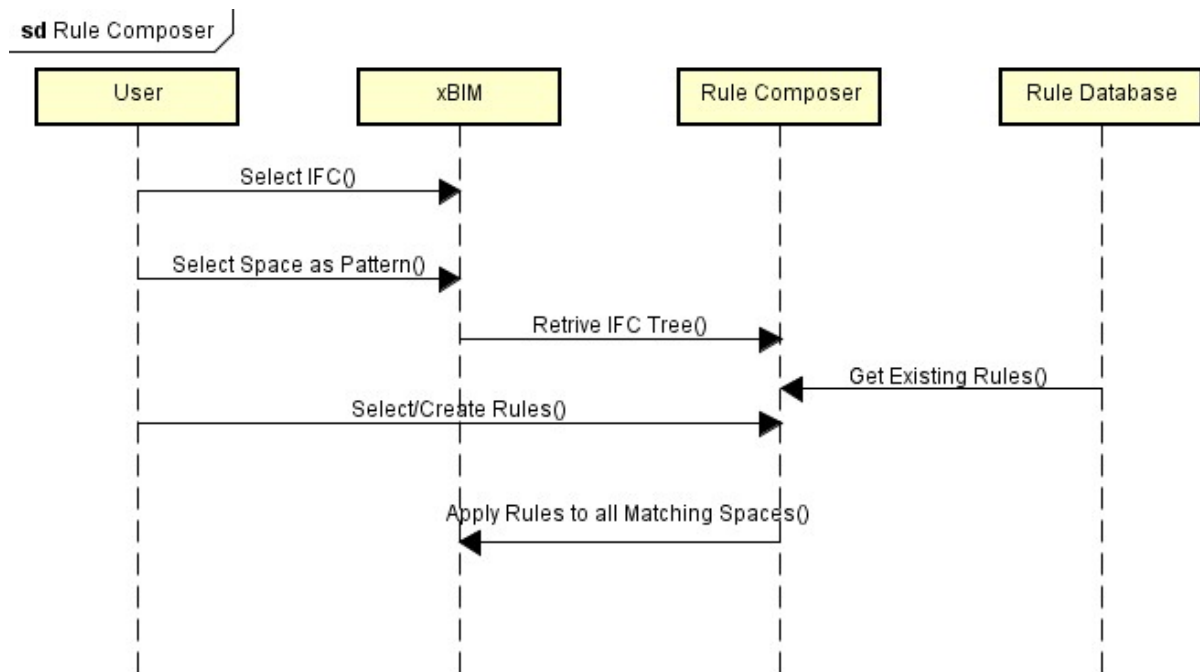 sd Rule Composer
User
xBIM
Rule Composer
Rule Database
Select IFC()
Select Space as Pattern()
Retrive IFC Tree()
Get Existing Rules()
Select/Create Rules()
Apply Rules to all Matching Spaces()